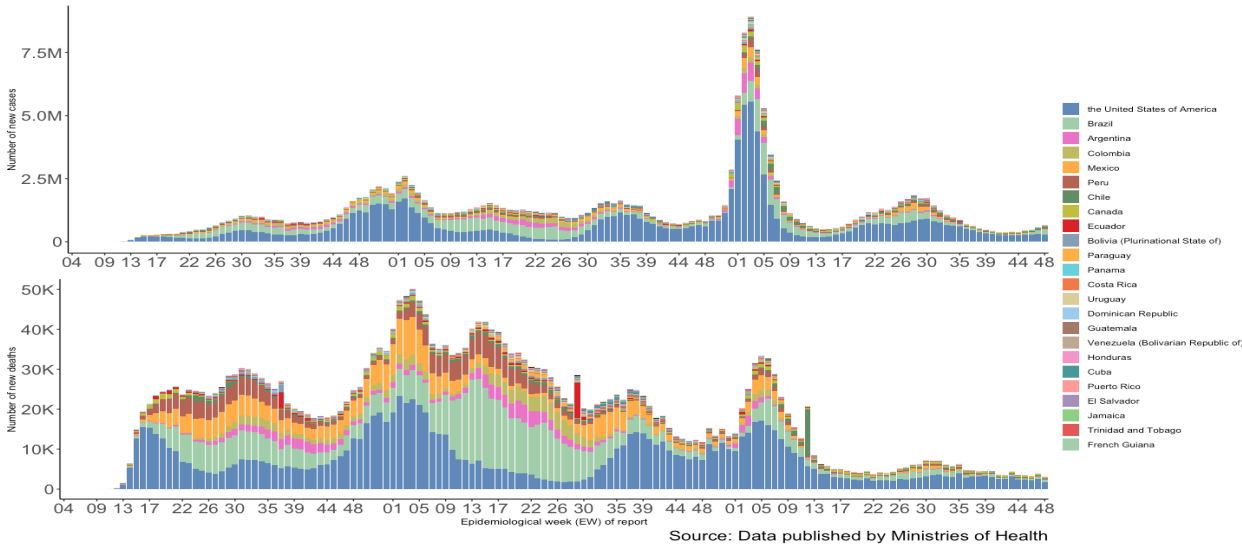 Number of new cases
7.5M
5.0M
2.5M
0
04 09 13 17 22 26 30 35 39 44 48 01 05 09 13 17 22 26 30 35 39 44 48 01 05 09 13 17 22 26 30 35 39 44 48
the United States of America
Brazil
Argentina
Colombia
Mexico
Peru
Chile
Canada
Ecuador
Bolivia (Plurinational State of)
Paraguay
Panama
Costa Rica
Uruguay
Dominican Republic
Guatemala
Venezuela (Bolivarian Republic of)
Honduras
Cuba
Puerto Rico
El Salvador
Jamaica
Trinidad and Tobago
French Guiana
Number of new deaths
50K
40K
30K
20K
10K
0
04 09 13 17 22 26 30 35 39 44 48 01 05 09 13 17 22 26 30 35 39 44 48 01 05 09 13 17 22 26 30 35 39 44 48
Epidemiological week (EW) of report
Source: Data published by Ministries of Health